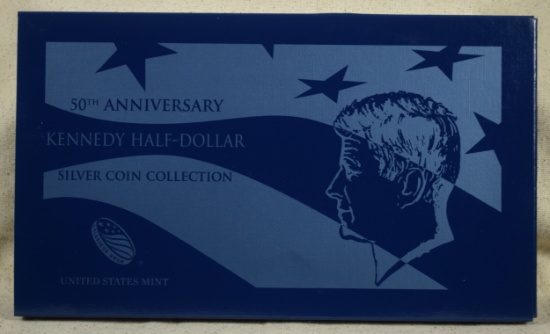 50TH ANNIVERSARY
KENNEDY HALF-DOLLAR
SILVER COIN COLLECTION
UNITED STATES MINT